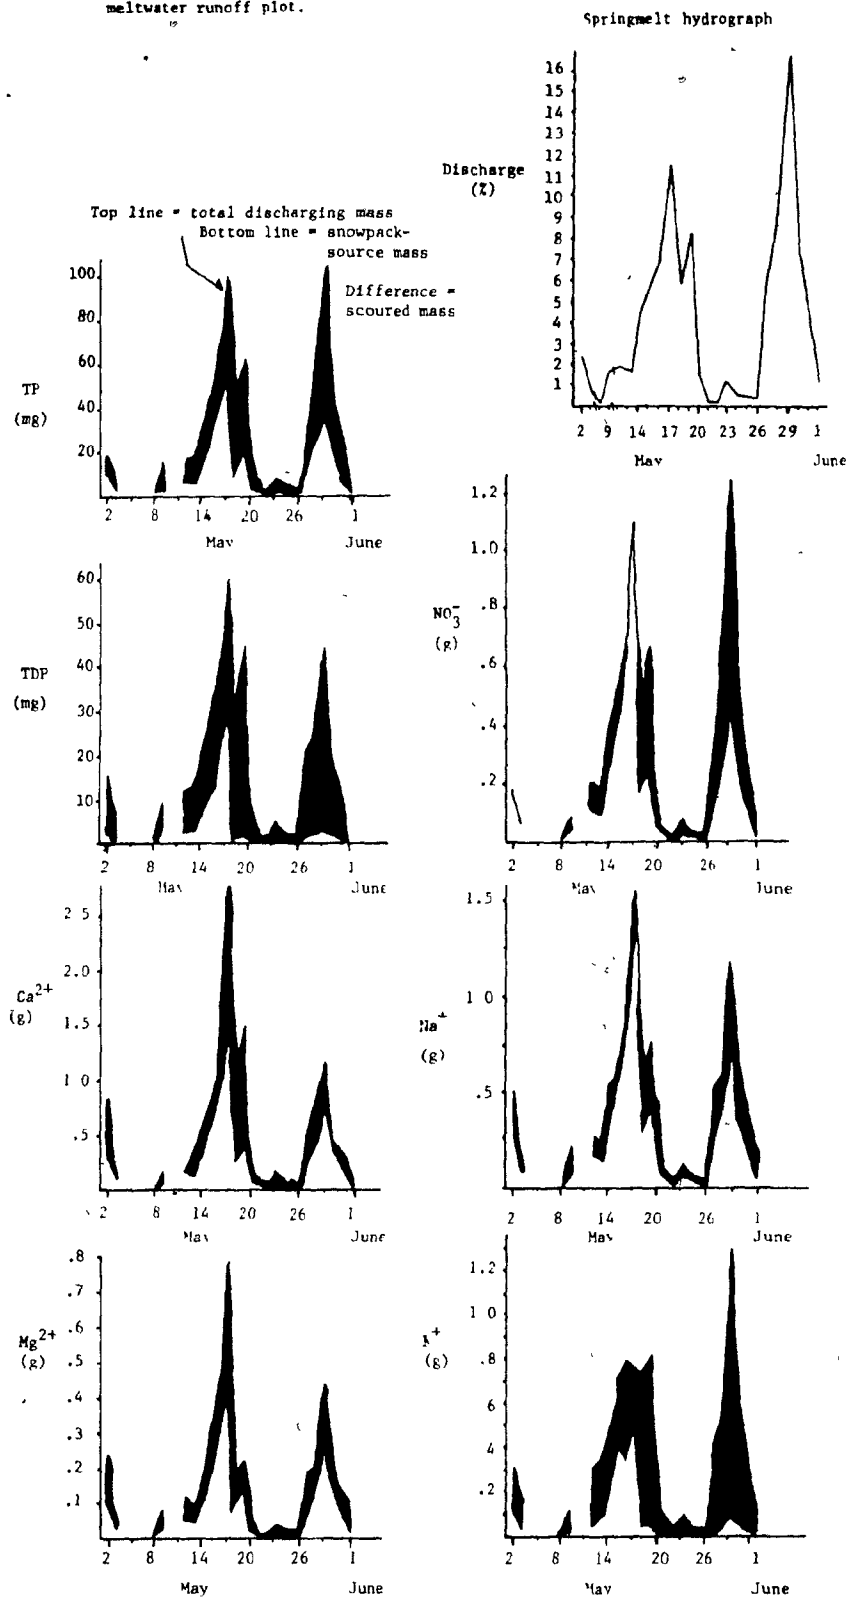 meltwater runoff plot.
Springmelt hydrograph
16
15
14
13
12
11
10
9
8
7
6
5
4
3
2
1
Discharge
(%)
2 9 14 17 20 23 26 29 1
May June
Top line = total discharging mass
Bottom line = snowpack-
source mass
Difference =
scoured mass
100
80
60
40
20
TP
(mg)
2 8 14 20 26 1
May June
1.2
1.0
.8
.6
.4
.2
NO3-
(g)
2 8 14 20 26 1
May June
60
50
40
30
20
10
TDP
(mg)
2 8 14 20 26 1
May June
2 5
2.0
1.5
1 0
.5
Ca2+
(g)
2 8 14 20 26 1
May June
1.5
1 0
.5
Na+
(g)
2 8 14 20 26 1
May June
.8
.7
.6
.5
.4
.3
.2
.1
Mg2+
(g)
2 8 14 20 26 1
May June
1.2
1 0
.8
6
4
.2
K+
(g)
2 8 14 20 26 1
May June